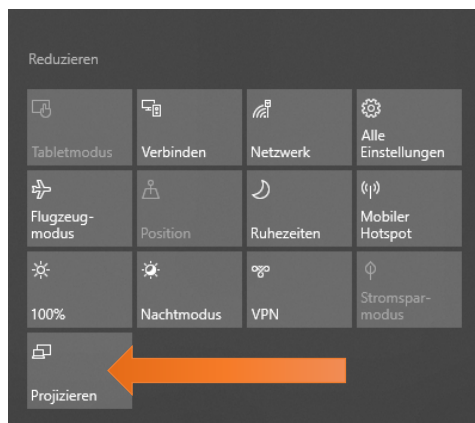 Reduzieren
Tabletmodus
Verbinden
Netzwerk
Alle
Einstellungen
Flugzeug-
modus
Position
Ruhezeiten
Mobiler
Hotspot
100%
Nachtmodus
VPN
Stromspar-
modus
Projizieren